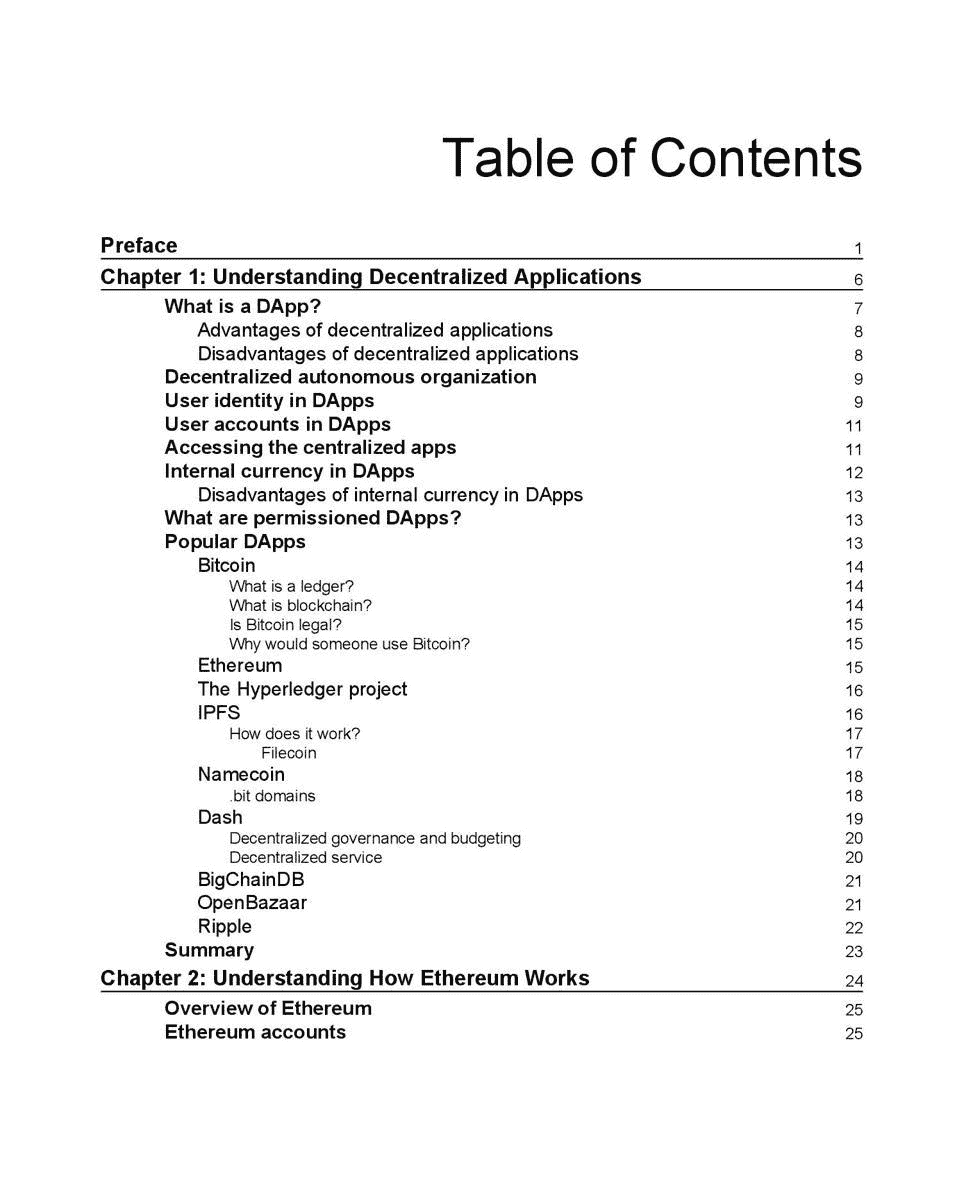 Table of Contents
Preface 1
Chapter 1: Understanding Decentralized Applications 6
What is a DApp? 7
Advantages of decentralized applications 8
Disadvantages of decentralized applications 8
Decentralized autonomous organization 9
User identity in DApps 9
User accounts in DApps 11
Accessing the centralized apps 11
Internal currency in DApps 12
Disadvantages of internal currency in DApps 13
What are permissioned DApps? 13
Popular DApps 13
Bitcoin 14
What is a ledger? 14
What is blockchain? 14
Is Bitcoin legal? 15
Why would someone use Bitcoin? 15
Ethereum 15
The Hyperledger project 16
IPFS 16
How does it work? 17
Filecoin 17
Namecoin 18
.bit domains 18
Dash 19
Decentralized governance and budgeting 20
Decentralized service 20
BigChainDB 21
OpenBazaar 21
Ripple 22
Summary 23
Chapter 2: Understanding How Ethereum Works 24
Overview of Ethereum 25
Ethereum accounts 25